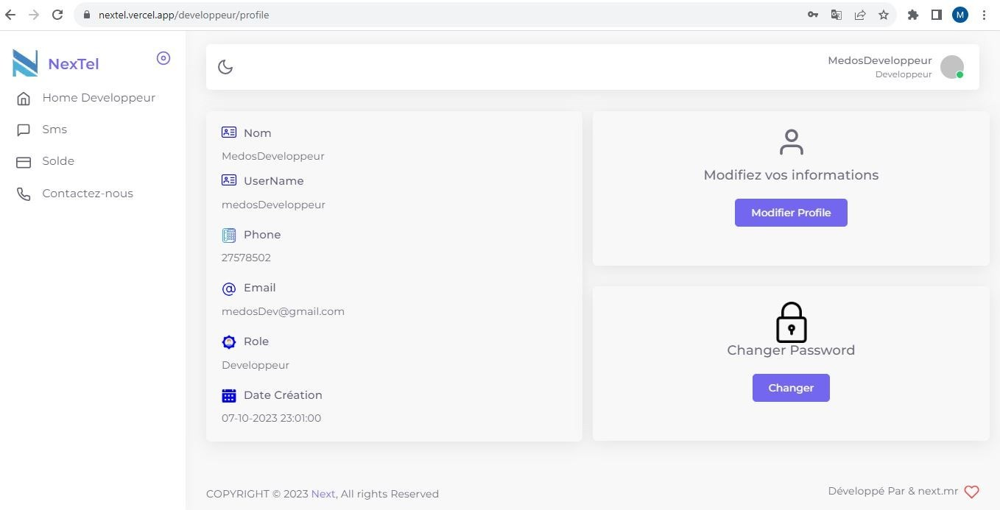 nextel.vercel.app/developpeur/profile
M
NexTel
Home Developpeur
Sms
Solde
Contactez-nous
MedosDeveloppeur
Developpeur
Nom
MedosDeveloppeur
UserName
medosDeveloppeur
Phone
27578502
Email
medosDev@gmail.com
Role
Developpeur
Date Création
07-10-2023 23:01:00
Modifiez vos informations
Modifier Profile
Changer Password
Changer
COPYRIGHT © 2023 Next, All rights Reserved
Développé Par & next.mr